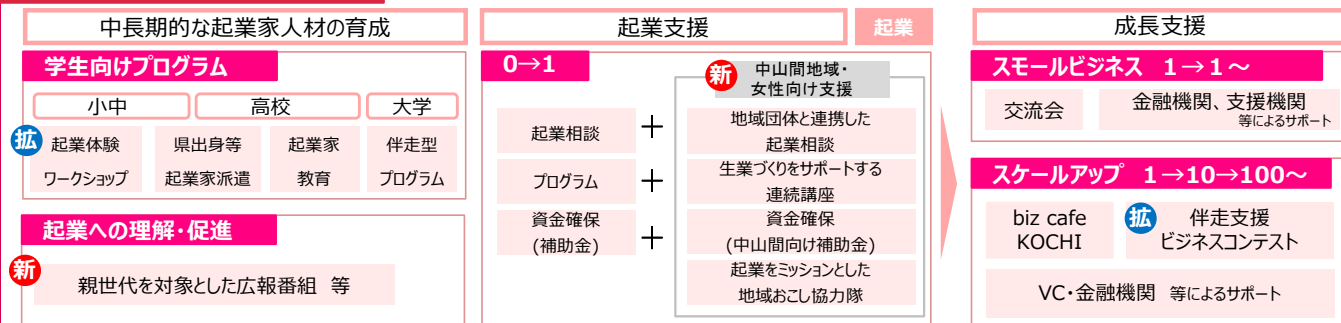 中長期的な起業家人材の育成
学生向けプログラム
小中
高校
大学
拡
起業体験
ワークショップ
県出身等
起業家派遣
起業家
教育
伴走型
プログラム
起業への理解・促進
新
親世代を対象とした広報番組 等
起業支援
起業
0→1
起業相談
+
プログラム
+
資金確保
(補助金)
+
新
中山間地域・
女性向け支援
地域団体と連携した
起業相談
生業づくりをサポートする
連続講座
資金確保
(中山間向け補助金)
起業をミッションとした
地域おこし協力隊
成長支援
スモールビジネス 1→1~
交流会
金融機関、支援機関
等によるサポート
スケールアップ 1→10→100~
biz cafe
KOCHI
拡
伴走支援
ビジネスコンテスト
VC・金融機関 等によるサポート